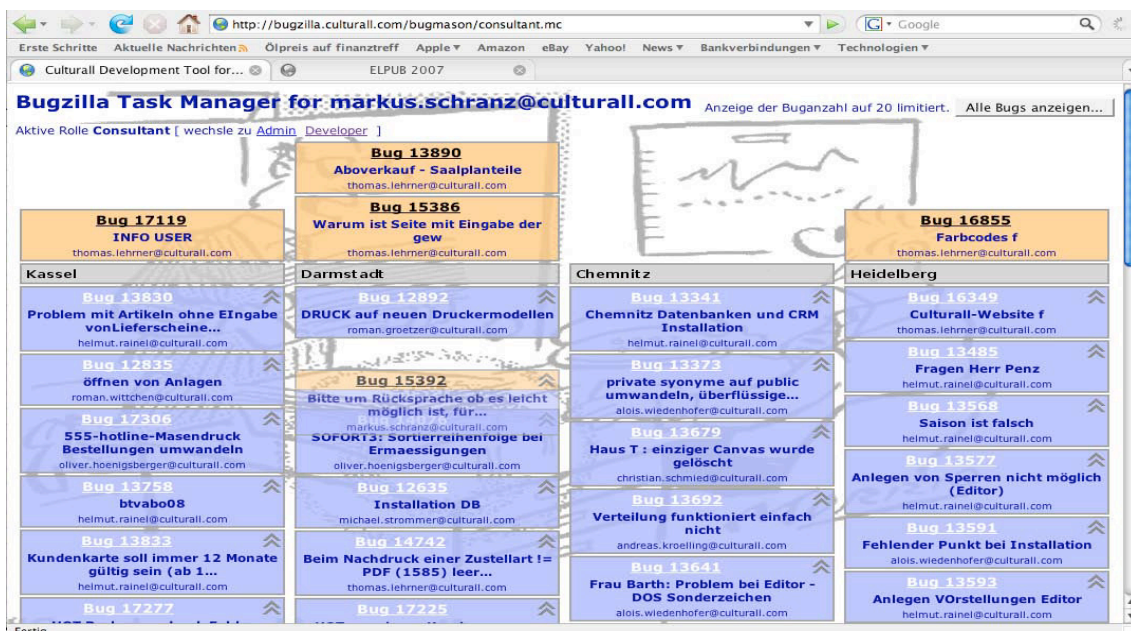 http://bugzilla.culturall.com/bugmason/consultant.mc
Google
Erste Schritte Aktuelle Nachrichten Ölpreis auf finanztreff Apple Amazon eBay Yahoo! News Bankverbindungen Technologien
Culturall Development Tool for... ELPUB 2007
Bugzilla Task Manager for markus.schranz@culturall.com Anzeige der Buganzahl auf 20 limitiert. Alle Bugs anzeigen...
Aktive Rolle Consultant [ wechsle zu Admin Developer ]
Bug 17119
INFO USER
thomas.lehrner@culturall.com
Kassel
Bug 13830
Problem mit Artikeln ohne EIngabe
vonLieferscheine...
helmut.rainel@culturall.com
Bug 12835
öffnen von Anlagen
roman.wittchen@culturall.com
Bug 17306
555-hotline-Masendruck
Bestellungen umwandeln
oliver.hoenigsberger@culturall.com
Bug 13758
btvabo08
helmut.rainel@culturall.com
Bug 13833
Kundenkarte soll immer 12 Monate
gültig sein (ab 1...
helmut.rainel@culturall.com
Bug 17277
Bug 13890
Aboverkauf - Saalplanteile
thomas.lehrner@culturall.com
Bug 15386
Warum ist Seite mit Eingabe der
gew
thomas.lehrner@culturall.com
Darmstadt
Bug 12892
DRUCK auf neuen Druckermodellen
roman.groetzer@culturall.com
Bug 15392
Bitte um Rücksprache ob es leicht
möglich ist, für...
markus.schranz@culturall.com
SOFORT3: Sortierreihenfolge bei
Ermaessigungen
oliver.hoenigsberger@culturall.com
Bug 12635
Installation DB
michael.strommer@culturall.com
Bug 14742
Beim Nachdruck einer Zustellart !=
PDF (1585) leer...
thomas.lehrner@culturall.com
Bug 17225
Chemnitz
Bug 13341
Chemnitz Datenbanken und CRM
Installation
helmut.rainel@culturall.com
Bug 13373
private syonyme auf public
umwandeln, überflüssige...
alois.wiedenhofer@culturall.com
Bug 13679
Haus T : einziger Canvas wurde
gelöscht
christian.schmied@culturall.com
Bug 13692
Verteilung funktioniert einfach
nicht
andreas.kroelling@culturall.com
Bug 13641
Frau Barth: Problem bei Editor -
DOS Sonderzeichen
alois.wiedenhofer@culturall.com
Bug 16855
Farbcodes f
thomas.lehrner@culturall.com
Heidelberg
Bug 16349
Culturall-Website f
thomas.lehrner@culturall.com
Bug 13485
Fragen Herr Penz
helmut.rainel@culturall.com
Bug 13568
Saison ist falsch
helmut.rainel@culturall.com
Bug 13577
Anlegen von Sperren nicht möglich
(Editor)
helmut.rainel@culturall.com
Bug 13591
Fehlender Punkt bei Installation
alois.wiedenhofer@culturall.com
Bug 13593
Anlegen VOrstellungen Editor
helmut.rainel@culturall.com